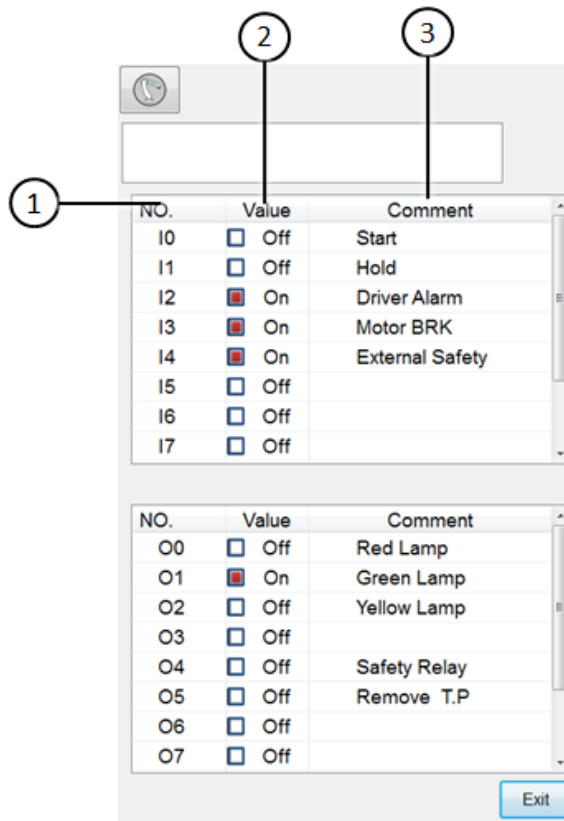 2
3
1
NO. Value Comment
I0 Off Start
I1 Off Hold
I2 On Driver Alarm
I3 On Motor BRK
I4 On External Safety
I5 Off
I6 Off
I7 Off
NO. Value Comment
O0 Off Red Lamp
O1 On Green Lamp
O2 Off Yellow Lamp
O3 Off
O4 Off Safety Relay
O5 Off Remove T.P
O6 Off
O7 Off
Exit